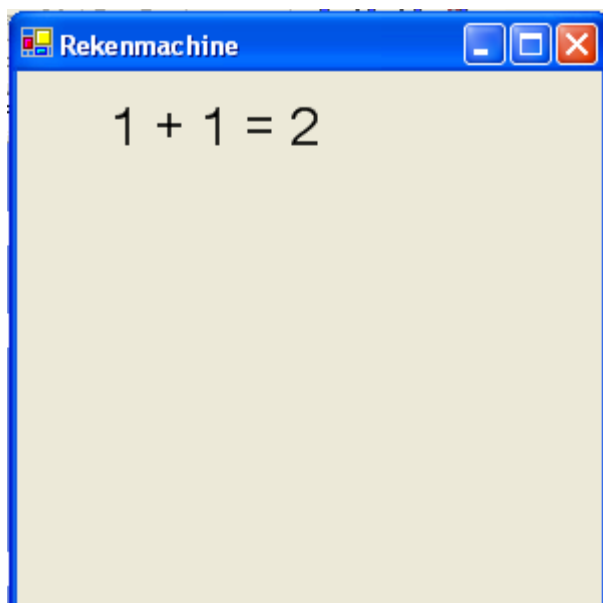 Rekenmachine
1 + 1 = 2